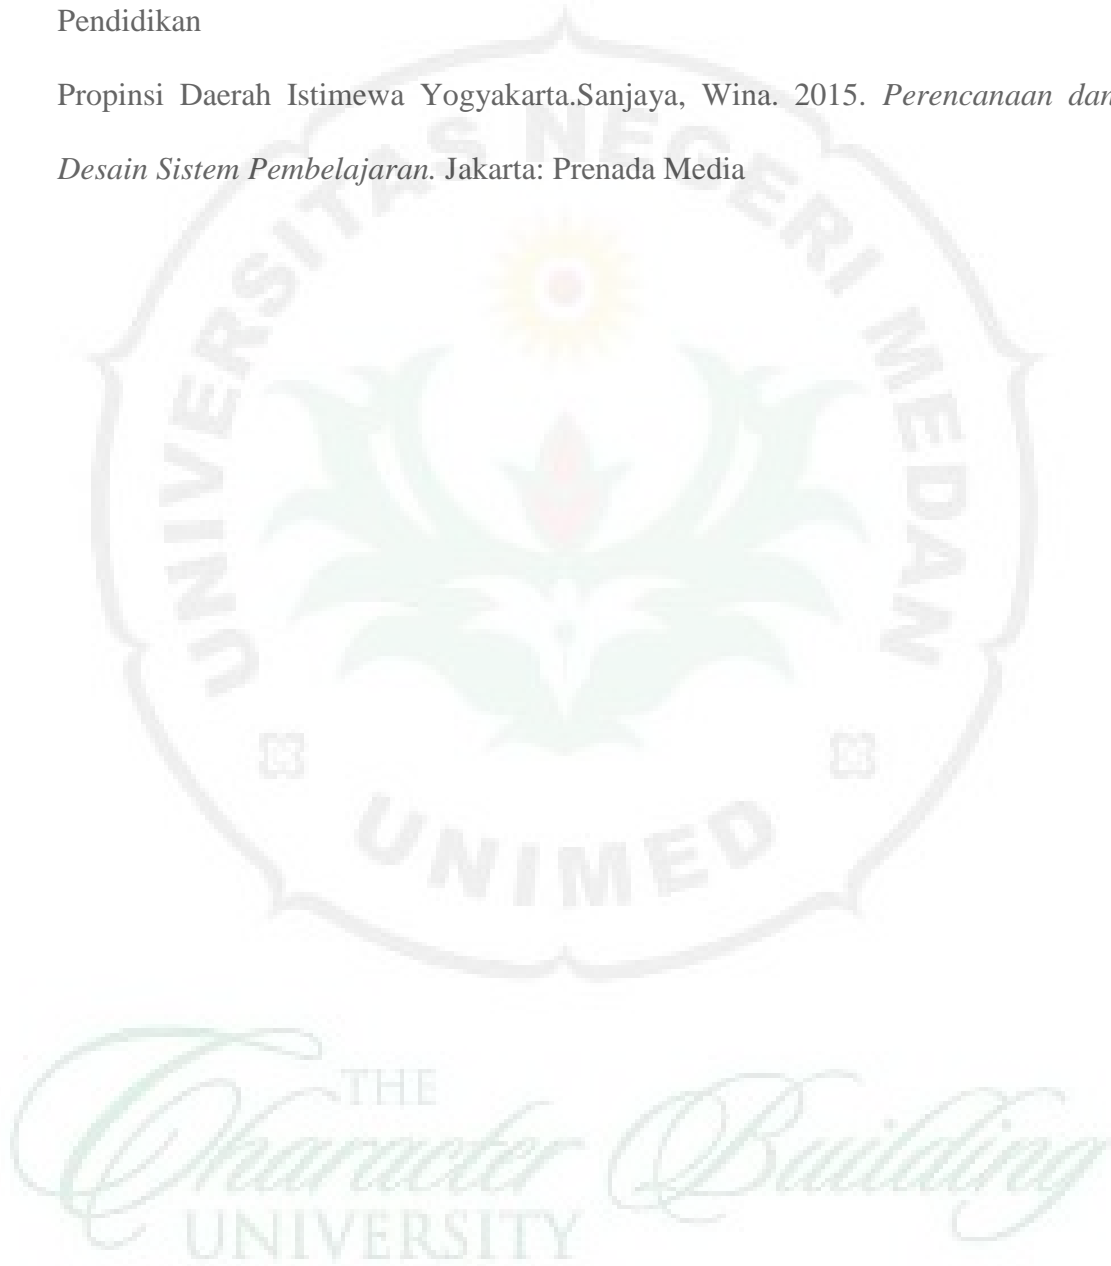 Pendidikan
Propinsi Daerah Istimewa Yogyakarta.Sanjaya, Wina. 2015. Perencanaan dan
Desain Sistem Pembelajaran. Jakarta: Prenada Media
UNIVERSITAS NEGERI MEDAN
UNIMED
THE
Character Building
UNIVERSITY